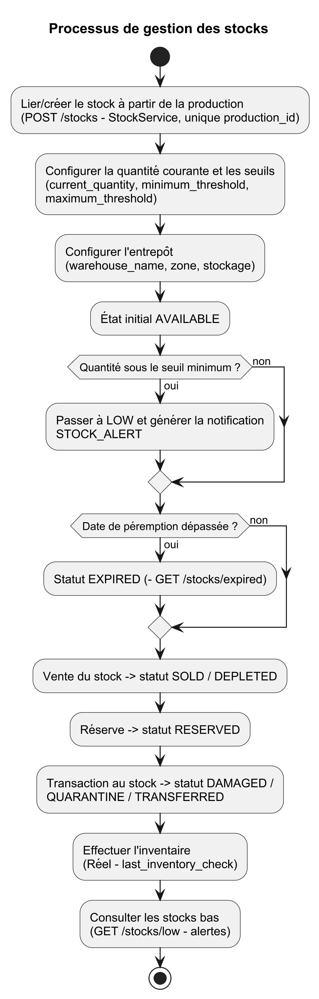 Processus de gestion des stocks
Lier/créer le stock à partir de la production
(POST /stocks - StockService, unique production_id)
Configurer la quantité courante et les seuils
(current_quantity, minimum_threshold,
maximum_threshold)
Configurer l'entrepôt
(warehouse_name, zone, stockage)
État initial AVAILABLE
Quantité sous le seuil minimum ?
non
oui
Passer à LOW et générer la notification
STOCK_ALERT
Date de péremption dépassée ?
non
oui
Statut EXPIRED (- GET /stocks/expired)
Vente du stock -> statut SOLD / DEPLETED
Réserve -> statut RESERVED
Transaction au stock -> statut DAMAGED /
QUARANTINE / TRANSFERRED
Effectuer l'inventaire
(Réel - last_inventory_check)
Consulter les stocks bas
(GET /stocks/low - alertes)